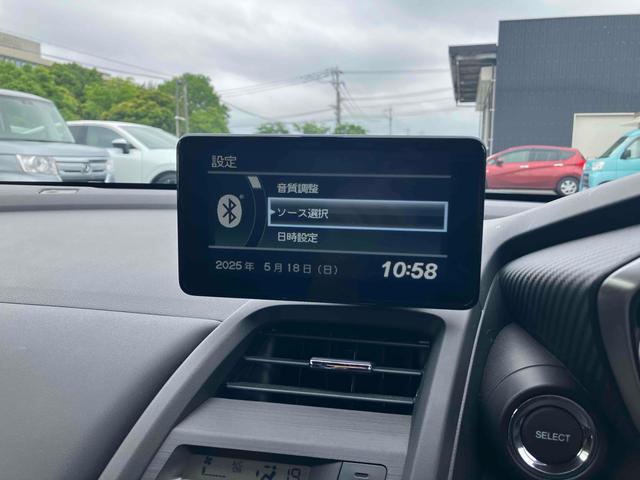 設定
音質調整
ソース選択
日時設定
2025年 5月18日(日)
10:58
SELECT
19